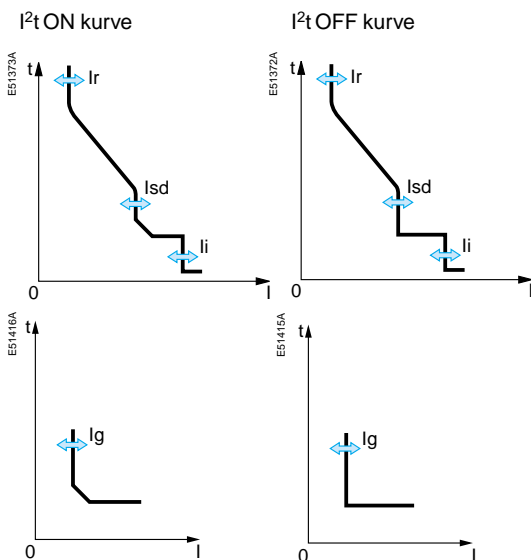 I²t ON kurve
I²t OFF kurve
E51373A
t
Ir
Isd
Ii
0
I
E51372A
t
Ir
Isd
Ii
0
I
E51416A
t
Ig
0
I
E51415A
t
Ig
0
I